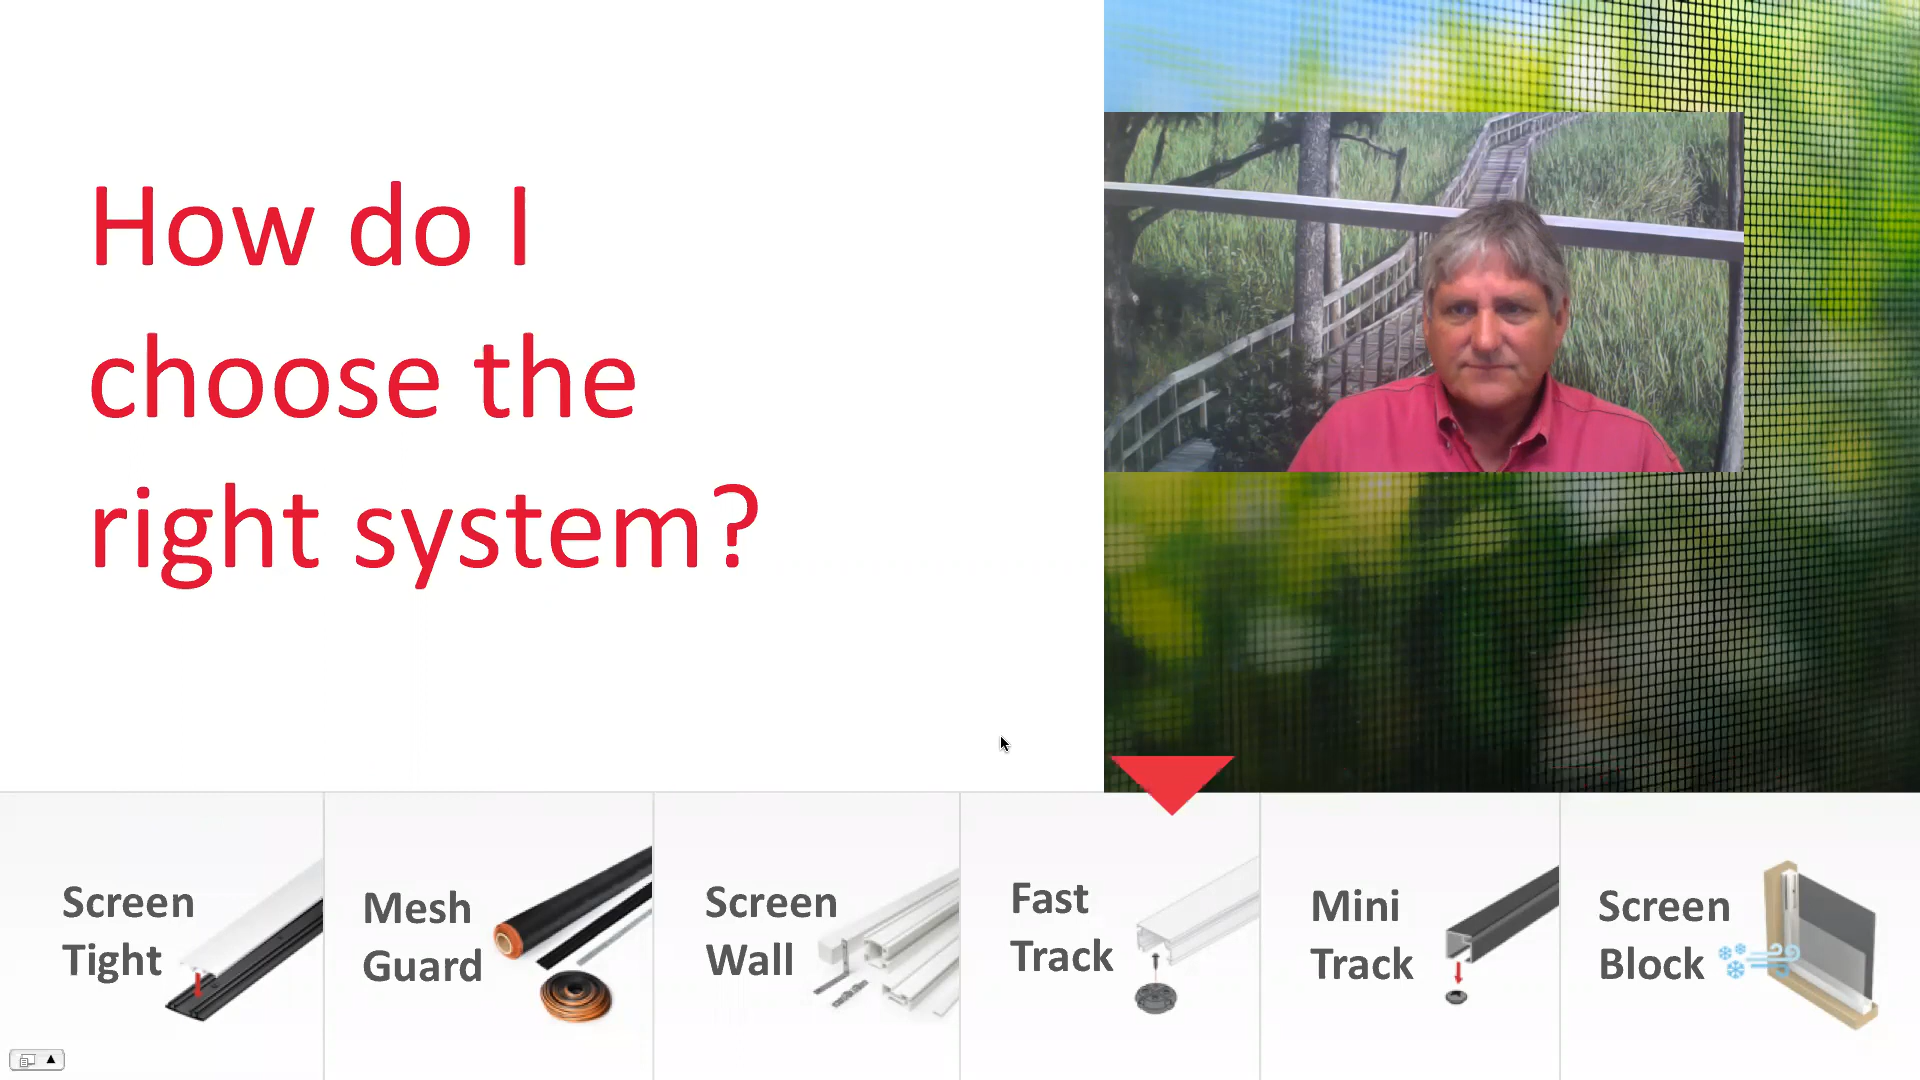 How do I
choose the
right system?
Screen
Tight
Mesh
Guard
Screen
Wall
Fast
Track
Mini
Track
Screen
Block